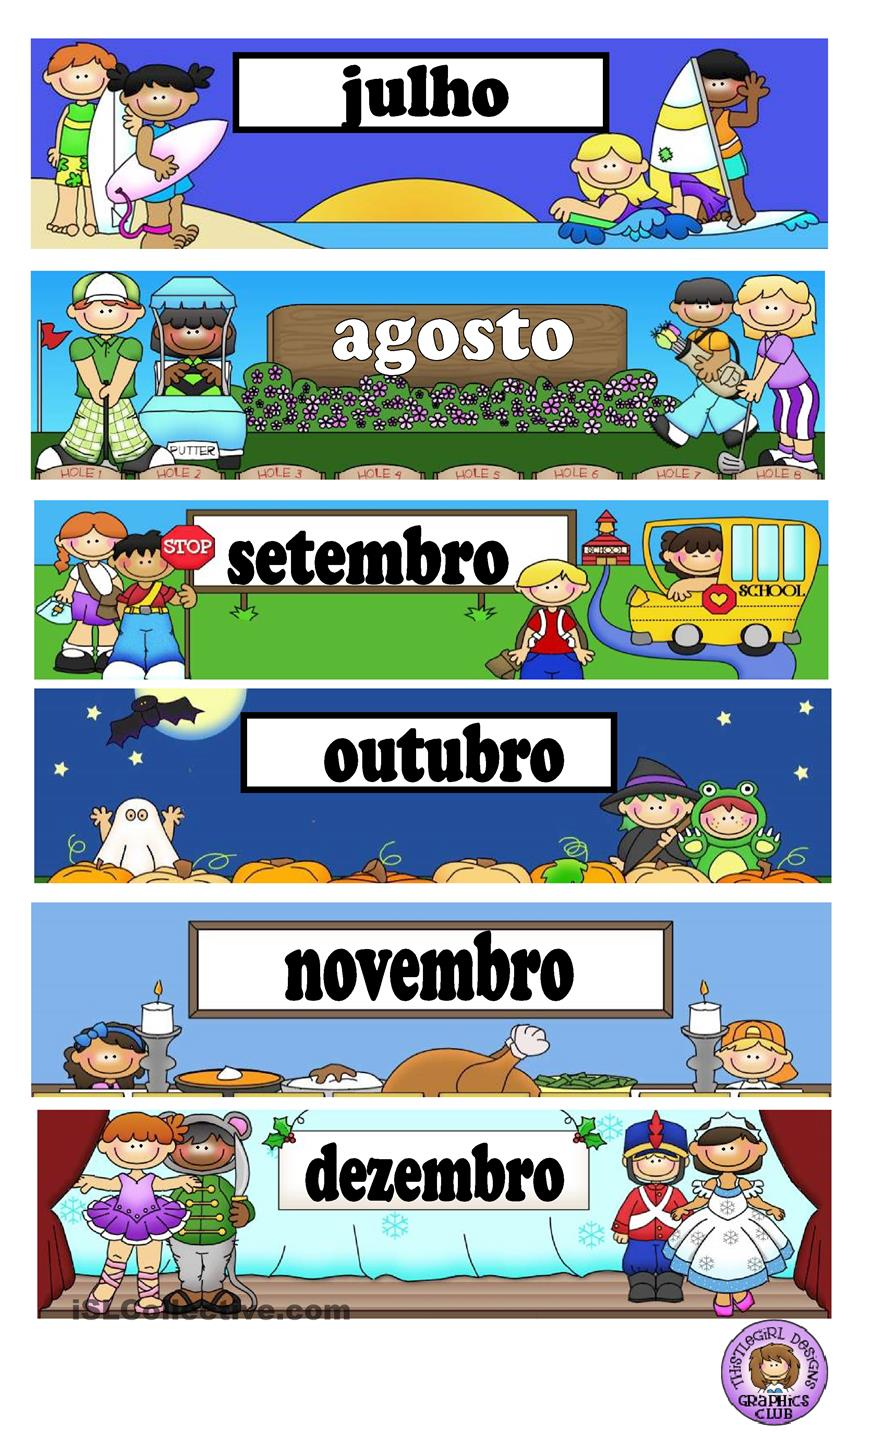 julho
agosto
PUTTER
HOLE 1
HOLE 2
HOLE 3
HOLE 4
HOLE 5
HOLE 6
HOLE 7
HOLE 8
STOP
setembro
SCHOOL
SCHOOL
outubro
novembro
dezembro
iSLCollective.com
THiSTLeGiRL DeSiGNS
GRaPHiCS
CLUB